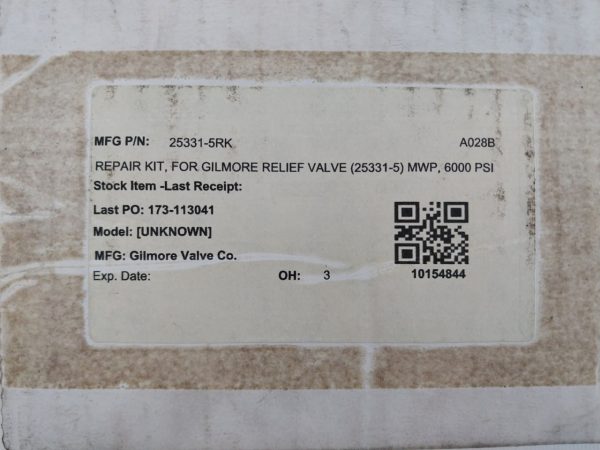 MFG P/N: 25331-5RK A028B
REPAIR KIT, FOR GILMORE RELIEF VALVE (25331-5) MWP, 6000 PSI
Stock Item -Last Receipt:
Last PO: 173-113041
Model: [UNKNOWN]
MFG: Gilmore Valve Co.
Exp. Date: OH: 3 10154844